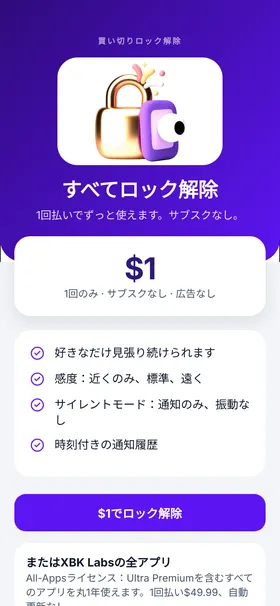 買い切りロック解除
すべてロック解除
1回払いでずっと使えます。サブスクなし。
$1
1回のみ · サブスクなし · 広告なし
好きなだけ見張り続けられます
感度：近くのみ、標準、遠く
サイレントモード：通知のみ、振動な
し
時刻付きの通知履歴
$1でロック解除
またはXBK Labsの全アプリ
All-Appsライセンス：Ultra Premiumを含むすべて
のアプリを丸1年使えます。1回払い$49.99、自動
更新なし